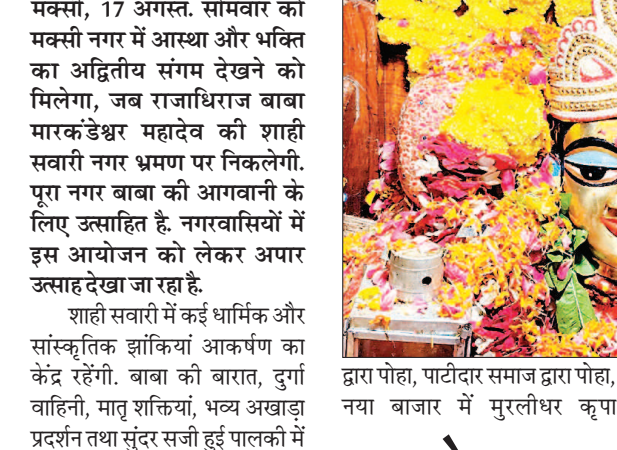 मक्सी, 17 अगस्त. सोमवार को
मक्सी नगर में आस्था और भक्ति
का अद्वितीय संगम देखने को
मिलेगा, जब राजाधिराज बाबा
मारकंडेश्वर महादेव की शाही
सवारी नगर भ्रमण पर निकलेगी.
पूरा नगर बाबा की आगवानी के
लिए उत्साहित है. नगरवासियों में
इस आयोजन को लेकर अपार
उत्साह देखा जा रहा है.
शाही सवारी में कई धार्मिक और
सांस्कृतिक झांकियां आकर्षण का
केंद्र रहेंगी. बाबा की बारात, दुर्गा
वाहिनी, मातृ शक्तियां, भव्य अखाड़ा
प्रदर्शन तथा सुंदर सजी हुई पालकी में
द्वारा पोहा, पाटीदार समाज द्वारा पोहा,
नया बाजार में मुरलीधर कृपा